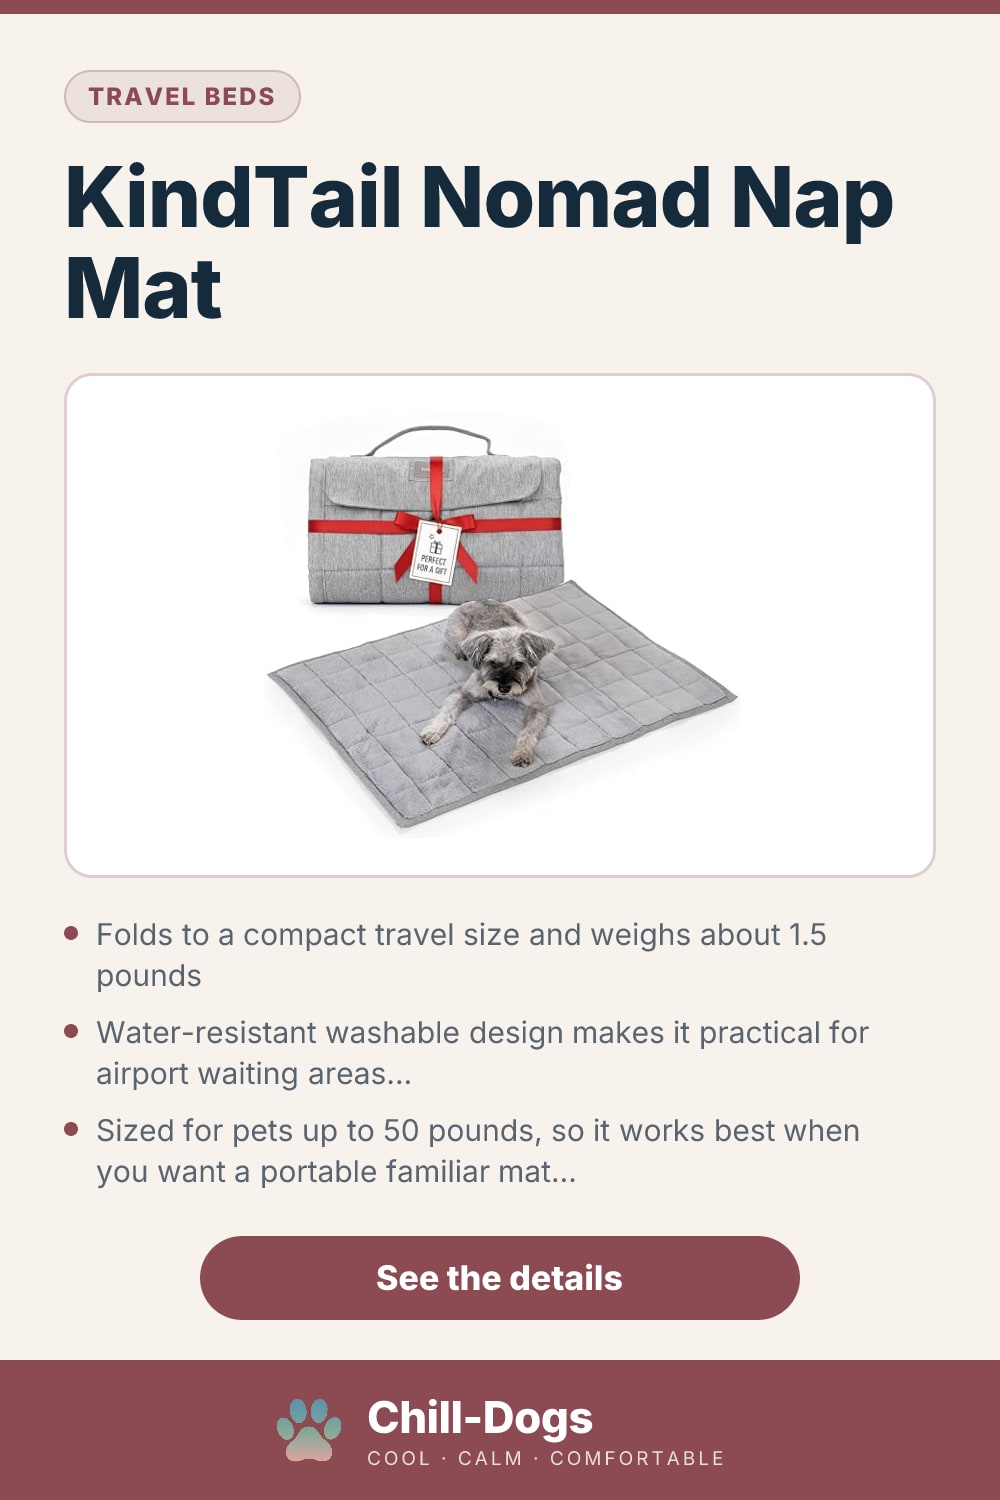 TRAVEL BEDS
KindTail Nomad Nap
Mat
PERFECT
FOR A GIFT
Folds to a compact travel size and weighs about 1.5
pounds
Water-resistant washable design makes it practical for
airport waiting areas...
Sized for pets up to 50 pounds, so it works best when
you want a portable familiar mat...
See the details
Chill-Dogs
COOL · CALM · COMFORTABLE